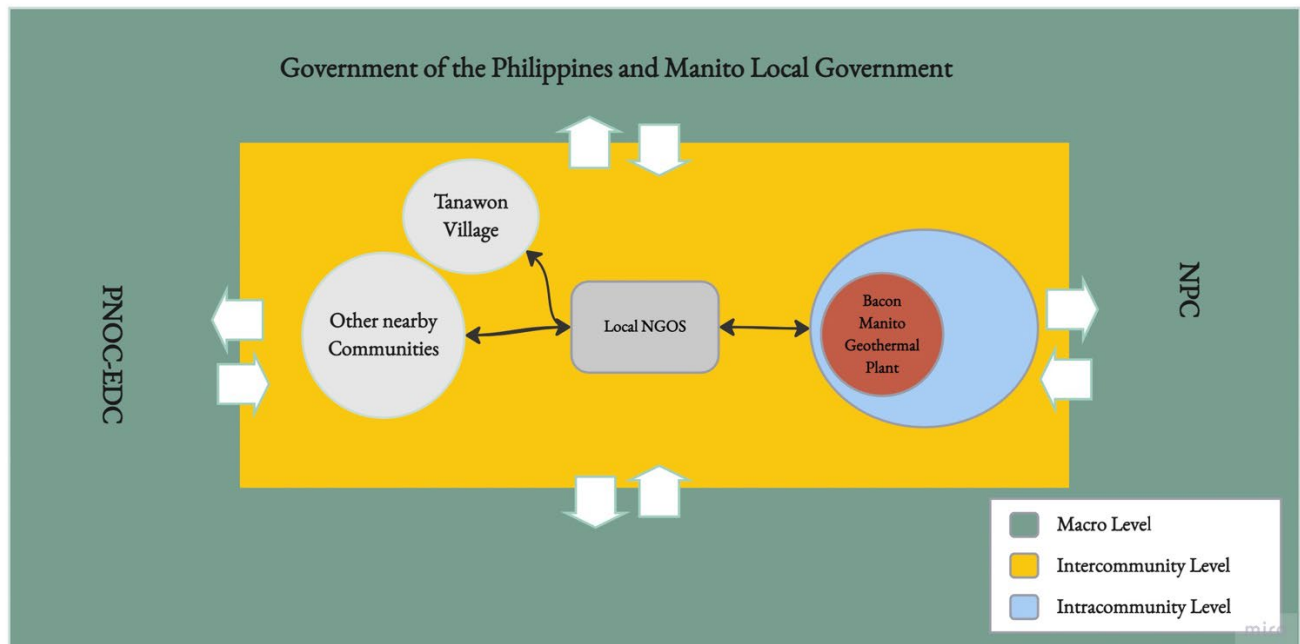 Government of the Philippines and Manito Local Government
Tanawon
Village
Other nearby
Communities
Local NGOS
Bacon
Manito
Geothermal
Plant
PNOC-EDC
NPC
Macro Level
Intercommunity Level
Intracommunity Level
miro